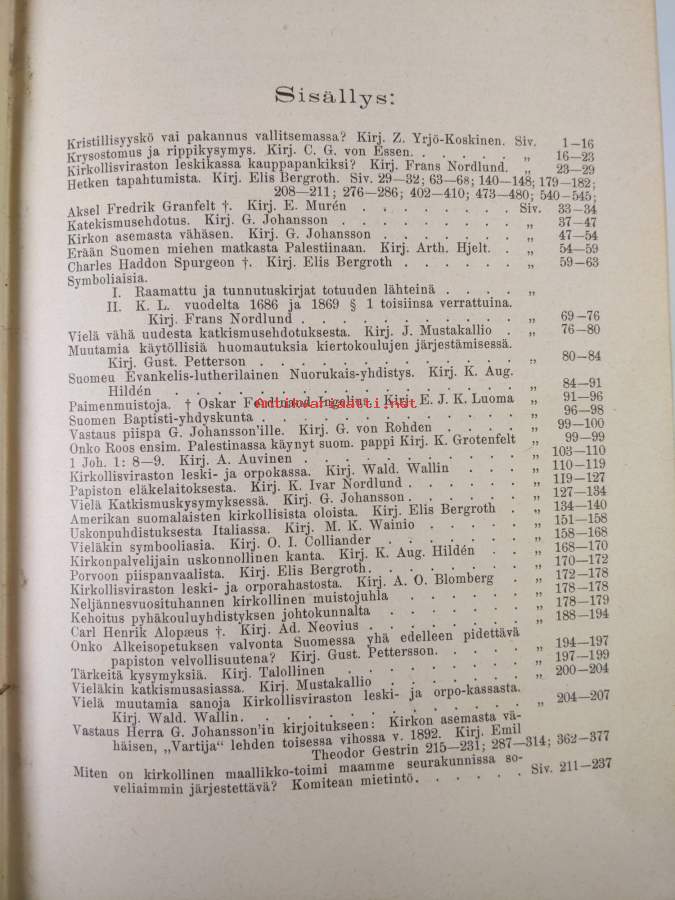 Sisällys:
Kristillisyyskö vai pakannus vallitsemassa? Kirj. Z. Yrjö-Koskinen. Siv. 1—16
Krysostomus ja rippikysymys. Kirj. C. G. von Essen. . . . . . „ 16—23
Kirkollisviraston leskikassa kauppapankiksi? Kirj. Frans Nordlund. „ 23—29
Hetken tapahtumista. Kirj. Elis Bergroth. Siv. 29—32; 63—68; 140—148; 179—182;
208—211; 276—286; 402—410; 473—480; 540—545;
Aksel Fredrik Granfelt †. Kirj. E. Murén . . . . . . . Siv. 33—34
Katekismusehdotus. Kirj. G. Johansson . . . . . . . . „ 37—47
Kirkon asemasta vähäsen. Kirj. G. Johansson . . . . . . „ 47—54
Erään Suomen miehen matkasta Palestiinaan. Kirj. Arth. Hjelt. . „ 54—59
Charles Haddon Spurgeon †. Kirj. Elis Bergroth . . . . . „ 59—63
Symboliaisia.
I. Raamattu ja tunnutuskirjat totuuden lähteinä . . . . „
II. K. L. vuodelta 1686 ja 1869 § 1 toisiinsa verrattuina.
Kirj. Frans Nordlund . . . . . . . . . . „ 69—76
Vielä vähä uudesta katkismusehdotuksesta. Kirj. J. Mustakallio . „ 76—80
Muutamia käytöllisiä huomautuksia kiertokoulujen järjestämisessä.
Kirj. Gust. Petterson . . . . . . . . . . . „ 80—84
Suomeu Evankelis-lutherilainen Nuorukais-yhdistys. Kirj. K. Aug.
Hildén . . . . . . . . . . . . . . „ 84—91
Paimenmuistoja. † Oskar Ferdinand Ingelius. Kirj. E. J. K. Luoma „ 91—96
Suomen Baptisti-yhdyskunta . . . . . . . . . . „ 96—98
Vastaus piispa G. Johansson'ille. Kirj. G. von Rohden . . . . „ 99—100
Onko Roos ensim. Palestinassa käynyt suom. pappi Kirj. K. Grotenfelt „ 99—99
1 Joh. 1: 8—9. Kirj. A. Auvinen . . . . . . . . . „ 103—110
Kirkollisviraston leski- ja orpokassa. Kirj. Wald. Wallin . . . „ 110—119
Papiston eläkelaitoksesta. Kirj. K. Ivar Nordlund . . . . . „ 119—127
Vielä Katkismuskysymyksessä. Kirj. G. Johansson . . . . . „ 127—134
Amerikan suomalaisten kirkollisista oloista. Kirj. Elis Bergroth . „ 134—140
Uskonpuhdistuksesta Italiassa. Kirj. M. K. Wainio . . . . „ 151—158
Vieläkin symbooliasia. Kirj. O. I. Colliander . . . . . . „ 158—168
Kirkonpalvelijain uskonnollinen kanta. Kirj. K. Aug. Hildén . . „ 168—170
Porvoon piispanvaalista. Kirj. Elis Bergroth. . . . . . . „ 170—172
Kirkollisviraston leski- ja orporahastosta. Kirj. A. O. Blomberg . „ 172—178
Neljännesvuosituhannen kirkollinen muistojuhla . . . . . „ 178—178
Kehoitus pyhäkouluyhdistyksen johtokunnalta . . . . . . „ 178—179
Carl Henrik Alopæus †. Kirj. Ad. Neovius . . . . . . . „ 188—194
Onko Alkeisopetuksen valvonta Suomessa yhä edelleen pidettävä
papiston velvollisuutena? Kirj. Gust. Pettersson. . . . . „ 194—197
Tärkeitä kysymyksiä. Kirj. Talollinen . . . . . . . . „ 197—199
Vieläkin katkismusasiassa. Kirj. Mustakallio . . . . . . „ 200—204
Vielä muutamia sanoja Kirkollisviraston leski- ja orpo-kassasta.
Kirj. Wald. Wallin. . . . . . . . . . . . „ 204—207
Vastaus Herra G. Johansson'in kirjoitukseen: Kirkon asemasta vä-
häisen, „Vartija" lehden toisessa vihossa v. 1892. Kirj. Emil
Theodor Gestrin 215—231; 287—314; 362—377
Miten on kirkollinen maallikko-toimi maamme seurakunnissa so-
veliaimmin järjestettävä? Komitean mietintö. . . . . . Siv. 211—237
antikvariaatti.net